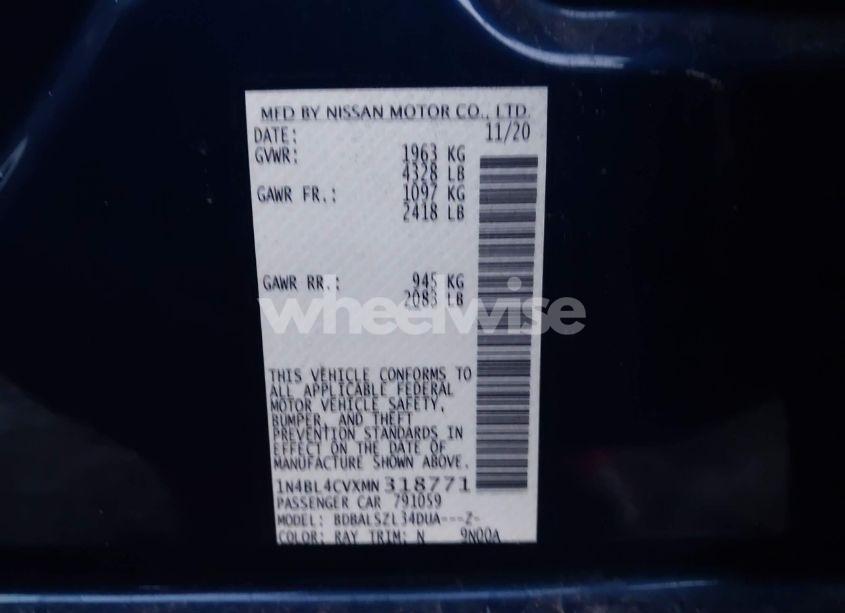 MFD BY NISSAN MOTOR CO., LTD.
DATE: 11/20
GVWR: 1963 KG
4328 LB
GAWR FR.: 1097 KG
2418 LB
GAWR RR.: 945 KG
2083 LB
wheelwise
THIS VEHICLE CONFORMS TO
ALL APPLICABLE FEDERAL
MOTOR VEHICLE SAFETY,
BUMPER, AND THEFT
PREVENTION STANDARDS IN
EFFECT ON THE DATE OF
MANUFACTURE SHOWN ABOVE.
1N4BL4CVXMN318771
PASSENGER CAR 791059
MODEL: BDBALSZL34DUA---Z-
COLOR: RAY TRIM: N 9N00A